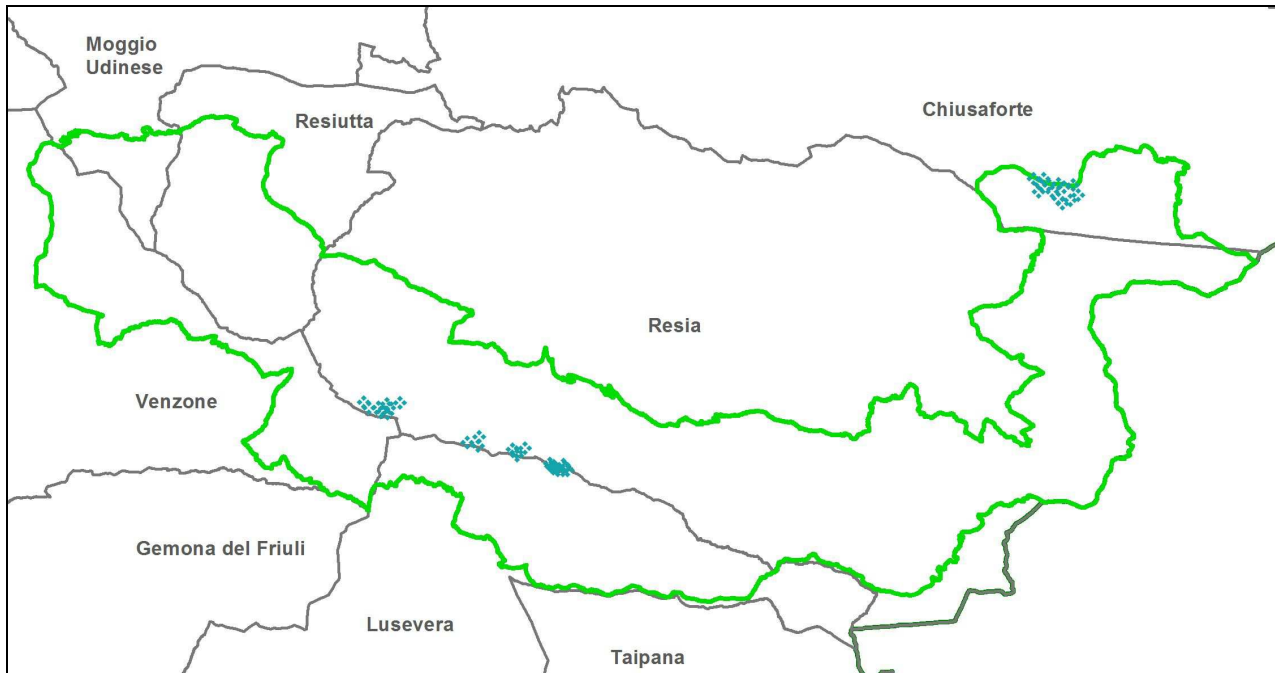 Moggio
Udinese
Chiusaforte
Resiutta
Resia
Venzone
Gemona del Friuli
Lusevera
Taipana